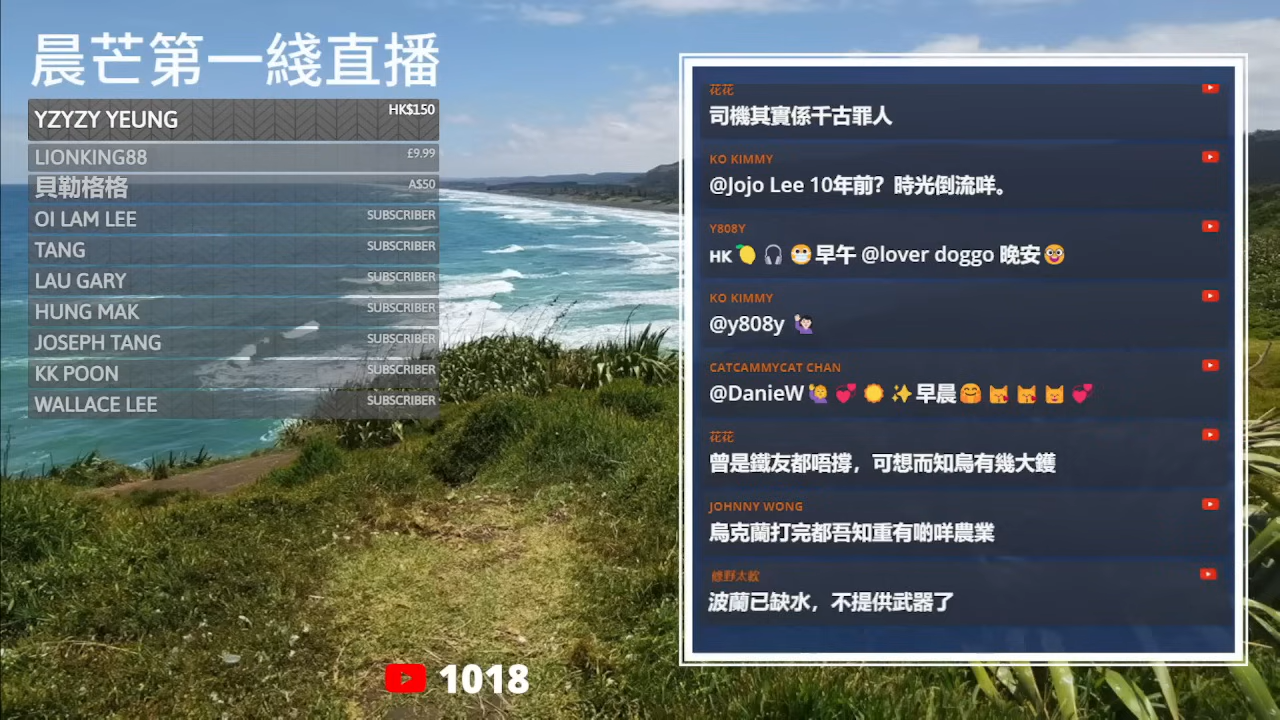 晨芒第一綫直播
YZYZY YEUNG HK$150
LIONKING88 £9.99
貝勒格格 A$50
OI LAM LEE SUBSCRIBER
TANG SUBSCRIBER
LAU GARY SUBSCRIBER
HUNG MAK SUBSCRIBER
JOSEPH TANG SUBSCRIBER
KK POON SUBSCRIBER
WALLACE LEE SUBSCRIBER
花花
司機其實係千古罪人
KO KIMMY
@Jojo Lee 10年前？時光倒流咩。
Y808Y
HK🍋🎧😷早午 @lover doggo 晚安🤓
KO KIMMY
@y808y 🙋🏻‍♀️
CATCAMMYCAT CHAN
@DanieW🙋💞🌞✨早晨🤗😽😽😺💞
花花
曾是鐵友都唔撐，可想而知烏有幾大鑊
JOHNNY WONG
烏克蘭打完都吾知重有啲咩農業
波蘭已缺水，不提供武器了
1018